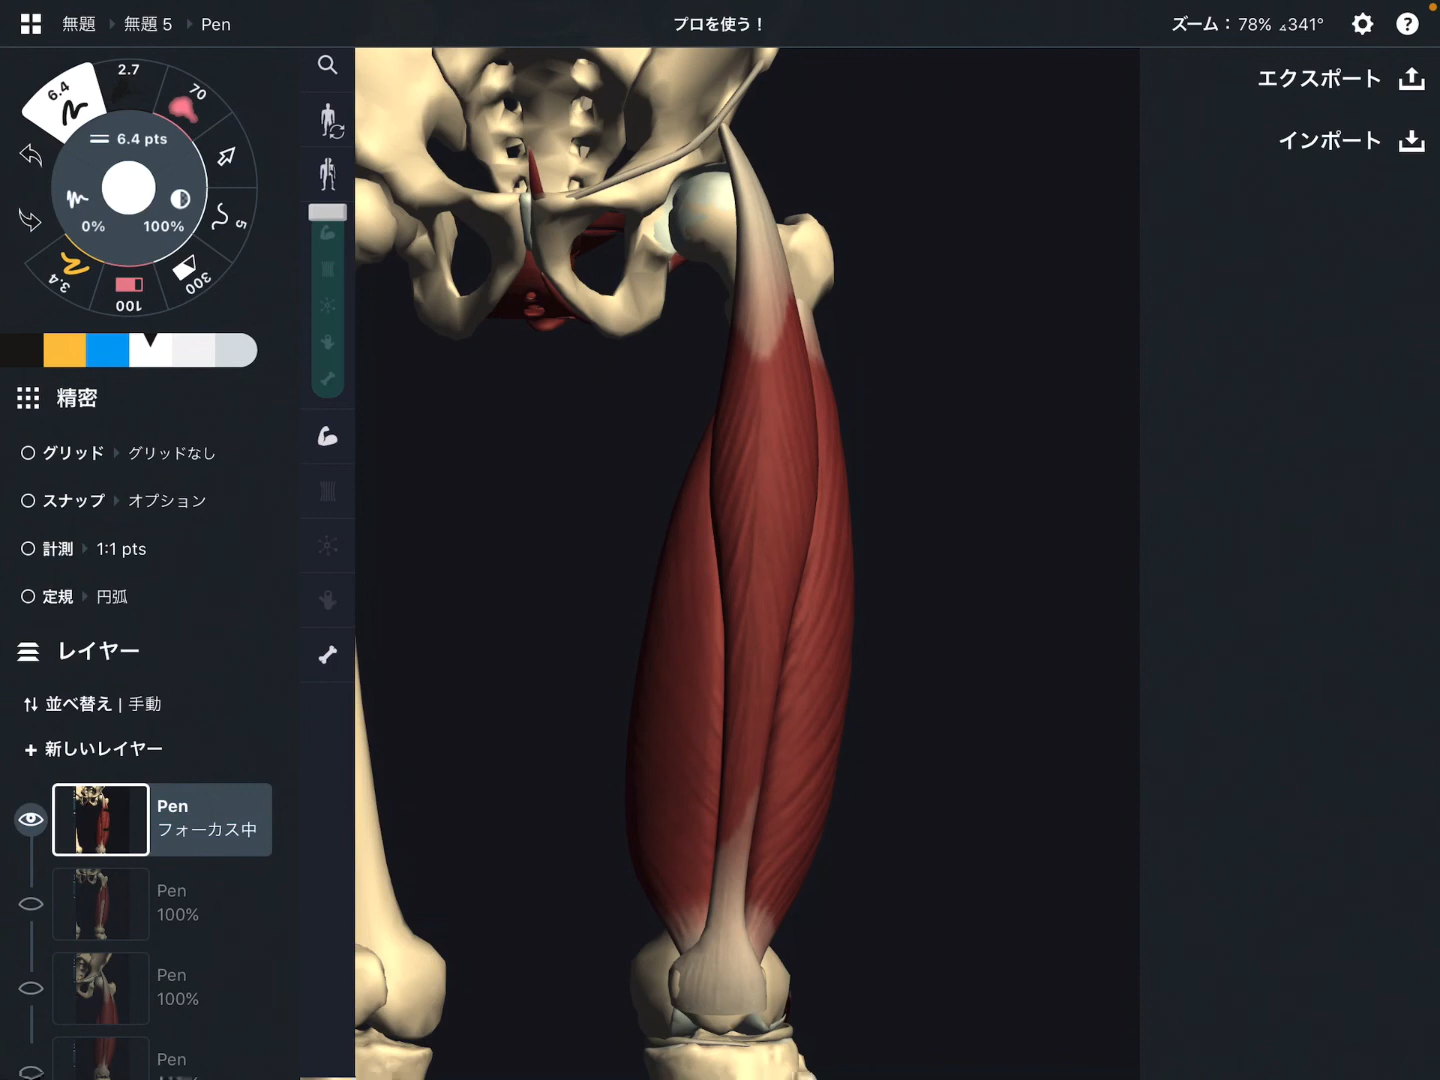 無題 無題 5 Pen
プロを使う！
ズーム： 78% ⊿341°
エクスポート
インポート
6.4
2.7
70
5
300
100
3.4
6.4 pts
0% 100%
精密
グリッド グリッドなし
スナップ オプション
計測 1:1 pts
定規 円弧
レイヤー
並べ替え | 手動
+ 新しいレイヤー
Pen
フォーカス中
Pen
100%
Pen
100%
Pen